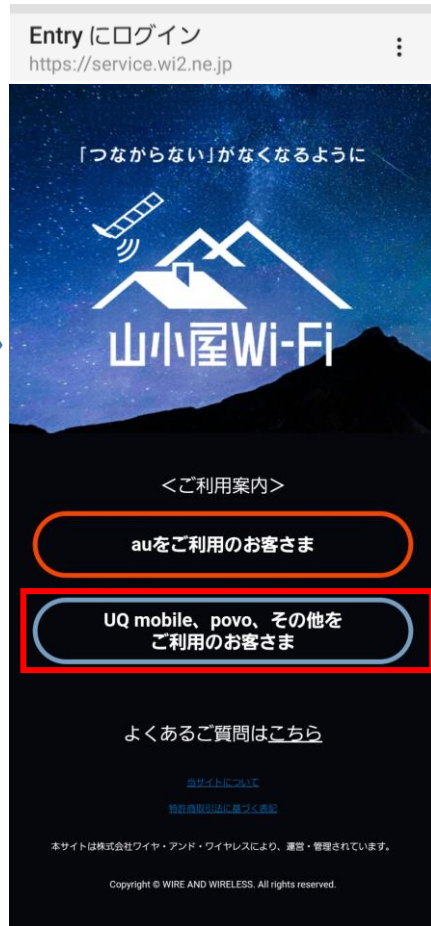 Entry にログイン
https://service.wi2.ne.jp
「つながらない」がなくなるように
山小屋Wi-Fi
＜ご利用案内＞
auをご利用のお客さま
UQ mobile、povo、その他を
ご利用のお客さま
よくあるご質問はこちら
当サイトについて
特定商取引法に基づく表記
本サイトは株式会社ワイヤ・アンド・ワイヤレスにより、運営・管理されています。
Copyright © WIRE AND WIRELESS. All rights reserved.